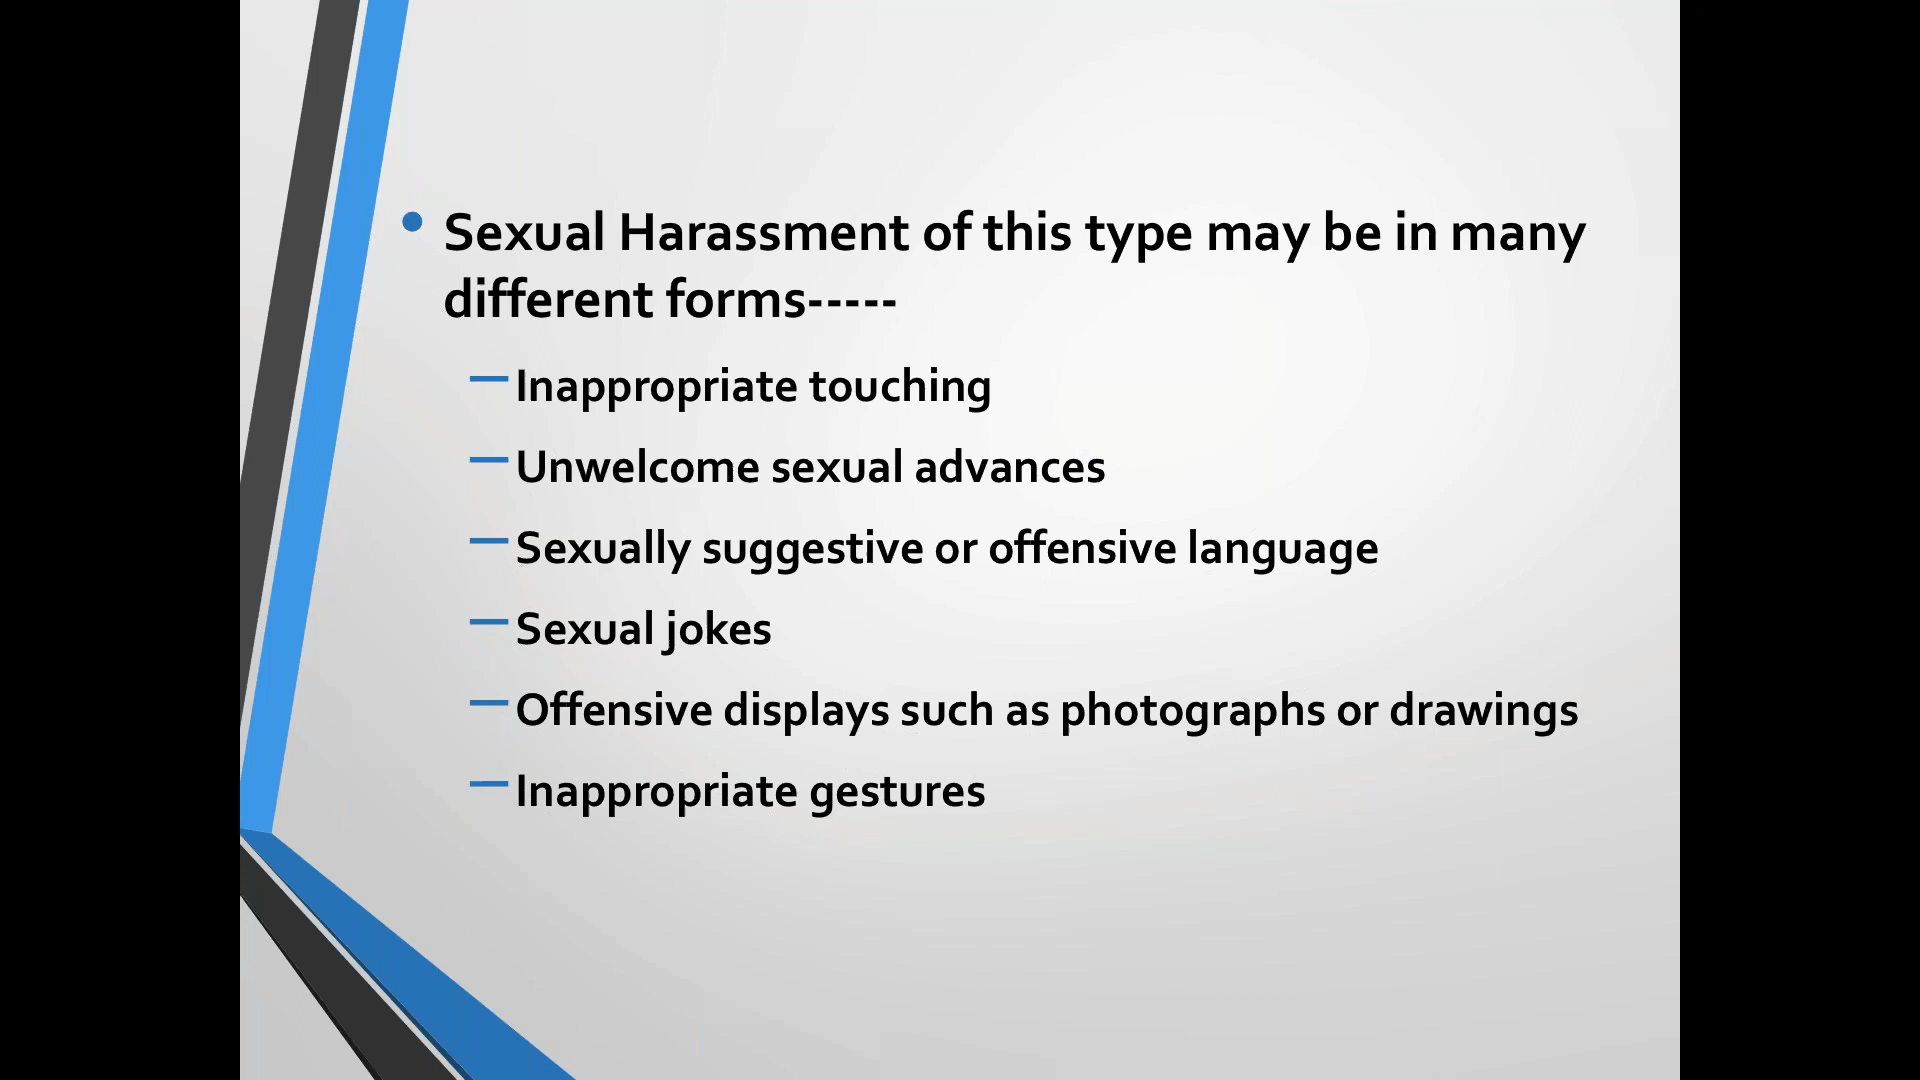 • Sexual Harassment of this type may be in many
different forms-----
– Inappropriate touching
– Unwelcome sexual advances
– Sexually suggestive or offensive language
– Sexual jokes
– Offensive displays such as photographs or drawings
– Inappropriate gestures